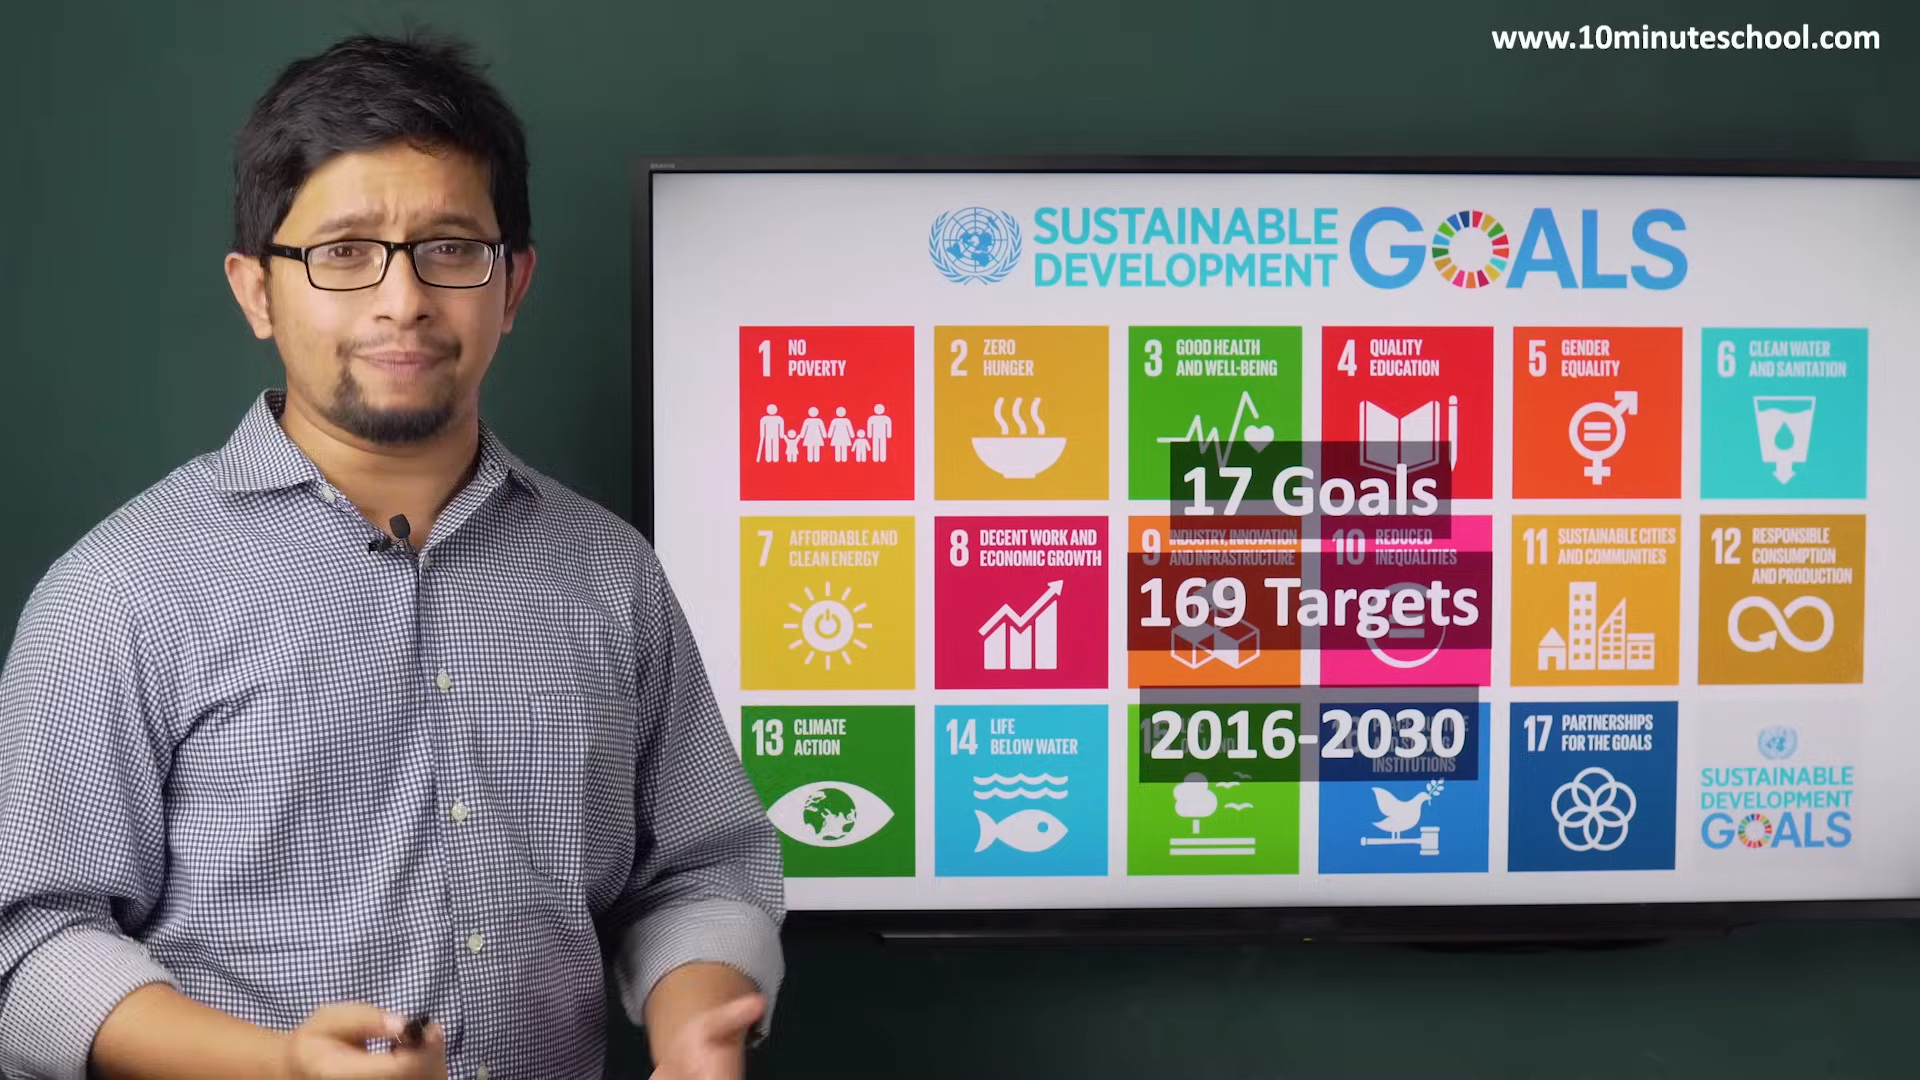 www.10minuteschool.com
SUSTAINABLE
DEVELOPMENT
GOALS
1 NO
POVERTY
2 ZERO
HUNGER
3 GOOD HEALTH
AND WELL-BEING
4 QUALITY
EDUCATION
5 GENDER
EQUALITY
6 CLEAN WATER
AND SANITATION
17 Goals
7 AFFORDABLE AND
CLEAN ENERGY
8 DECENT WORK AND
ECONOMIC GROWTH
9 INDUSTRY, INNOVATION
AND INFRASTRUCTURE
10 REDUCED
INEQUALITIES
11 SUSTAINABLE CITIES
AND COMMUNITIES
12 RESPONSIBLE
CONSUMPTION
AND PRODUCTION
169 Targets
13 CLIMATE
ACTION
14 LIFE
BELOW WATER
2016-2030
INSTITUTIONS
17 PARTNERSHIPS
FOR THE GOALS
SUSTAINABLE
DEVELOPMENT
GOALS